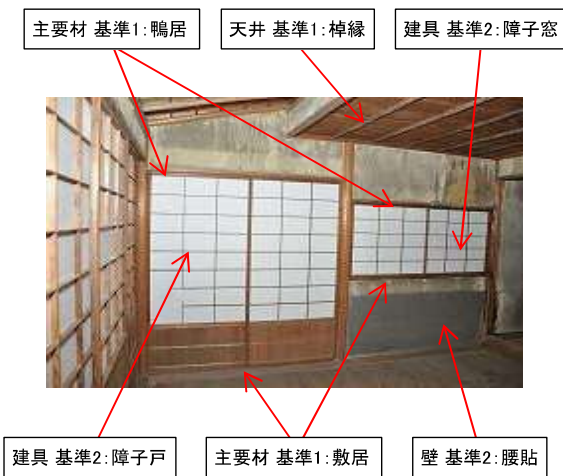 主要材 基準1:鴨居
天井 基準1:棹縁
建具 基準2:障子窓
建具 基準2:障子戸
主要材 基準1:敷居
壁 基準2:腰貼